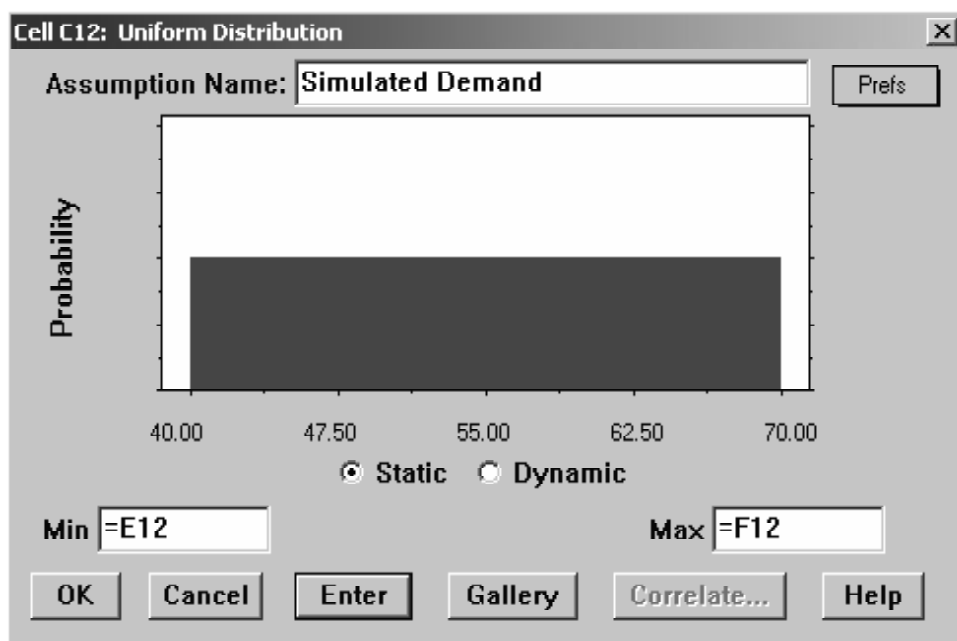 Cell C12: Uniform Distribution
Assumption Name: Simulated Demand Prefs
Probability
40.00 47.50 55.00 62.50 70.00
Static Dynamic
Min =E12 Max =F12
OK Cancel Enter Gallery Correlate... Help